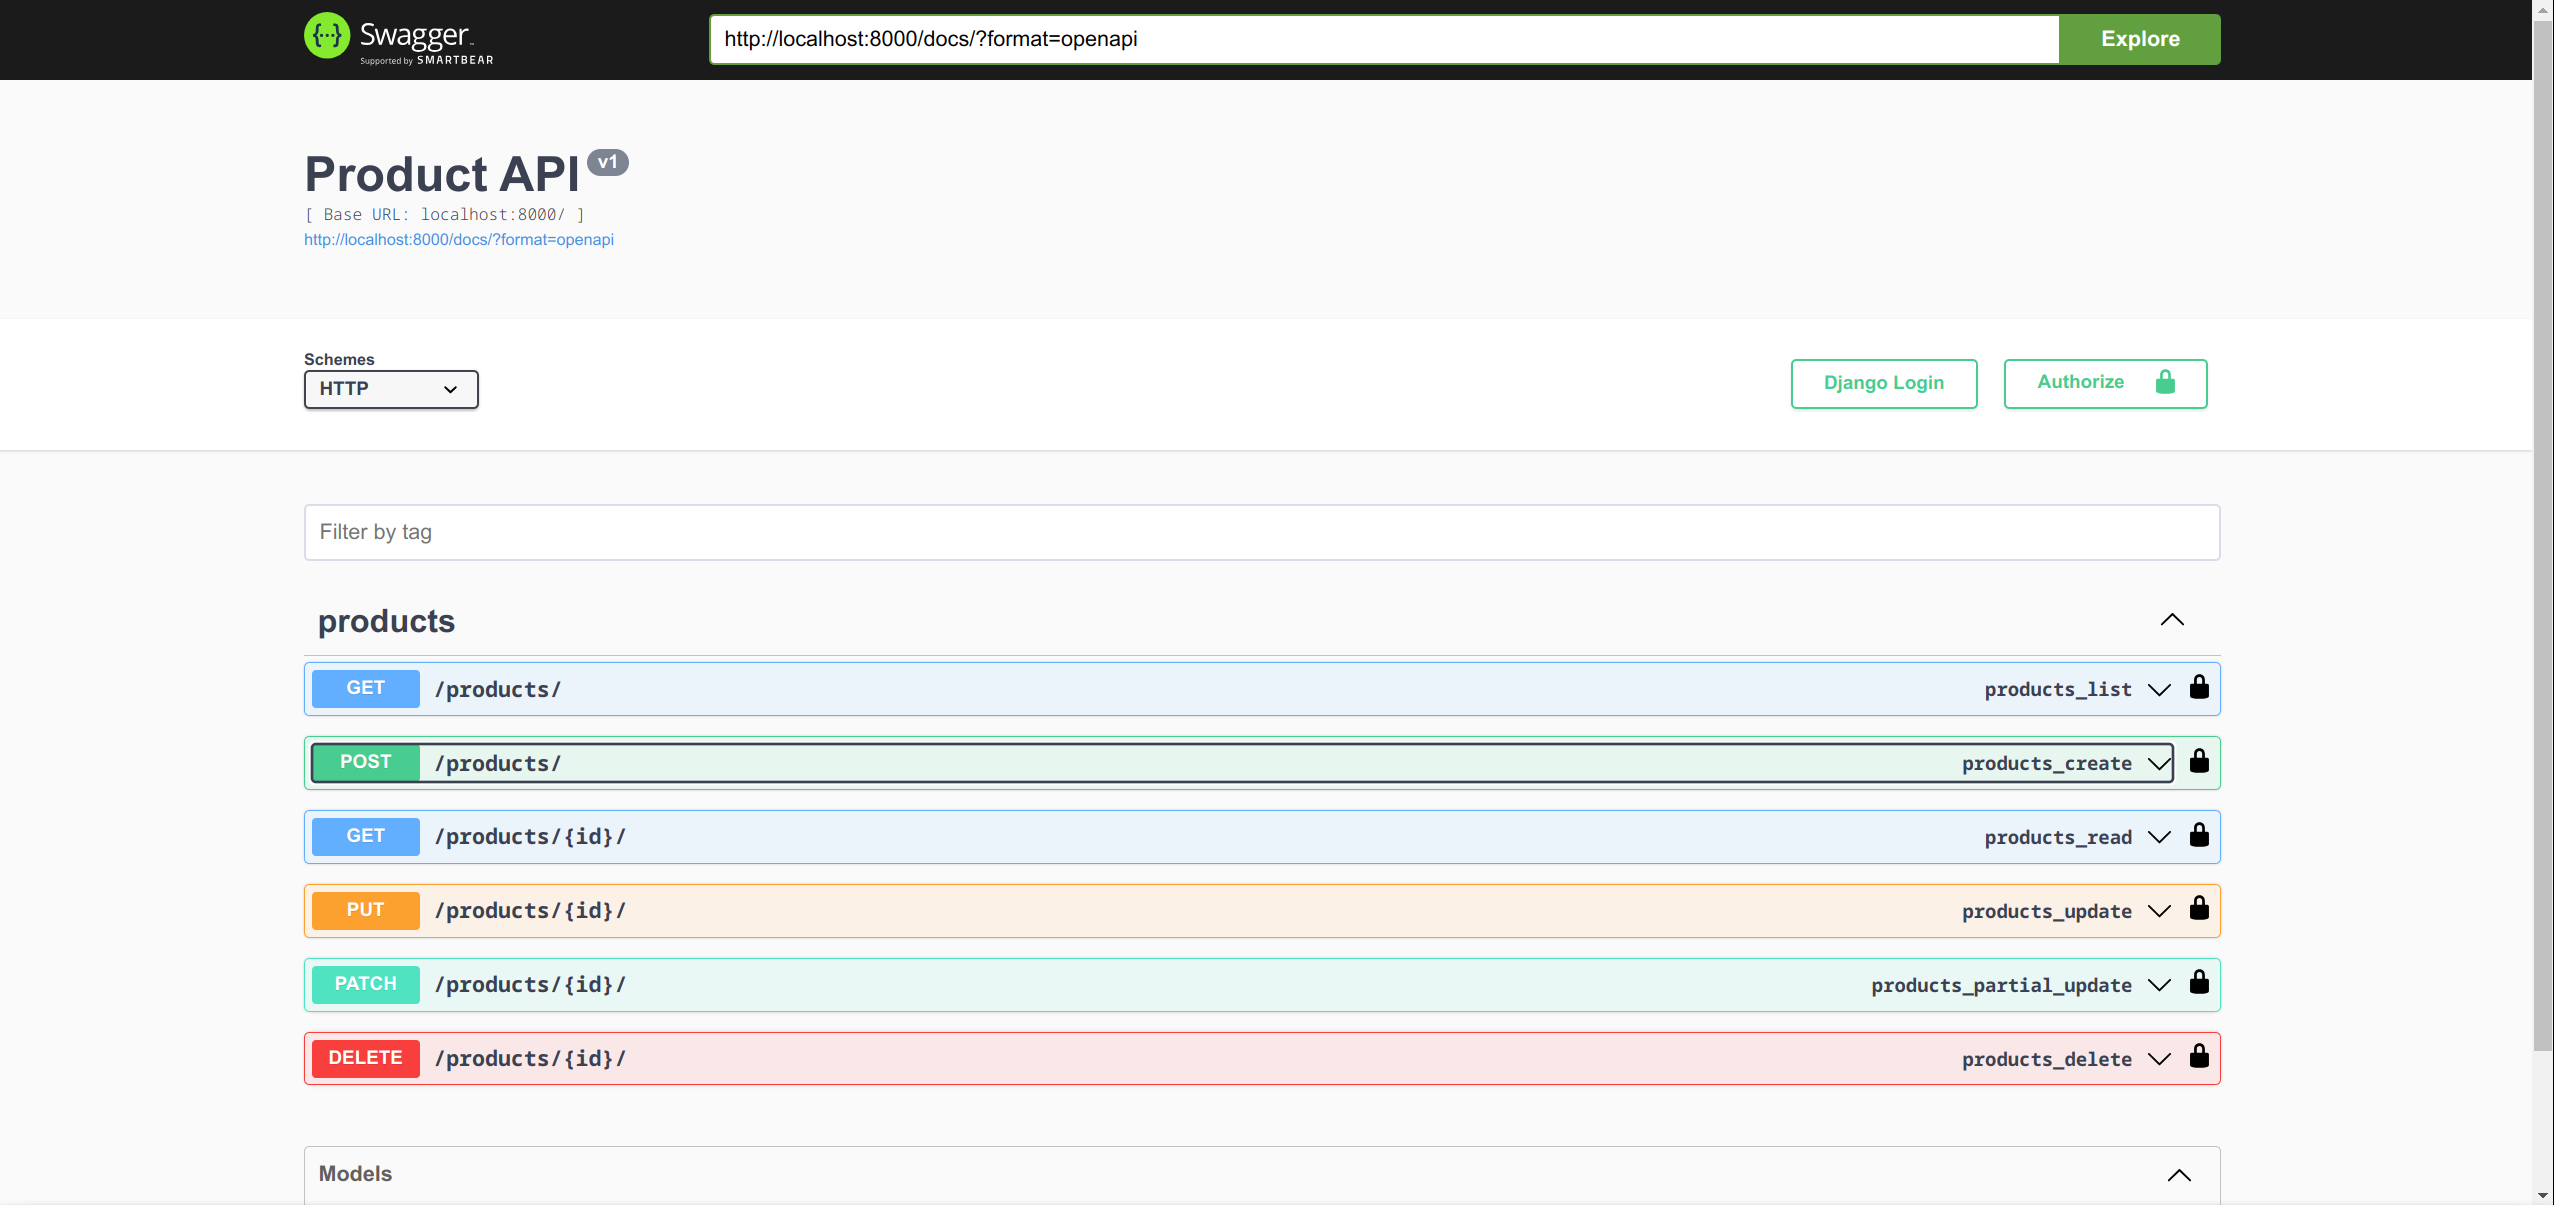 {...} Swagger™
Supported by SMARTBEAR
http://localhost:8000/docs/?format=openapi
Explore
Product API v1
[ Base URL: localhost:8000/ ]
http://localhost:8000/docs/?format=openapi
Schemes
HTTP
Django Login
Authorize
Filter by tag
products
GET /products/ products_list
POST /products/ products_create
GET /products/{id}/ products_read
PUT /products/{id}/ products_update
PATCH /products/{id}/ products_partial_update
DELETE /products/{id}/ products_delete
Models